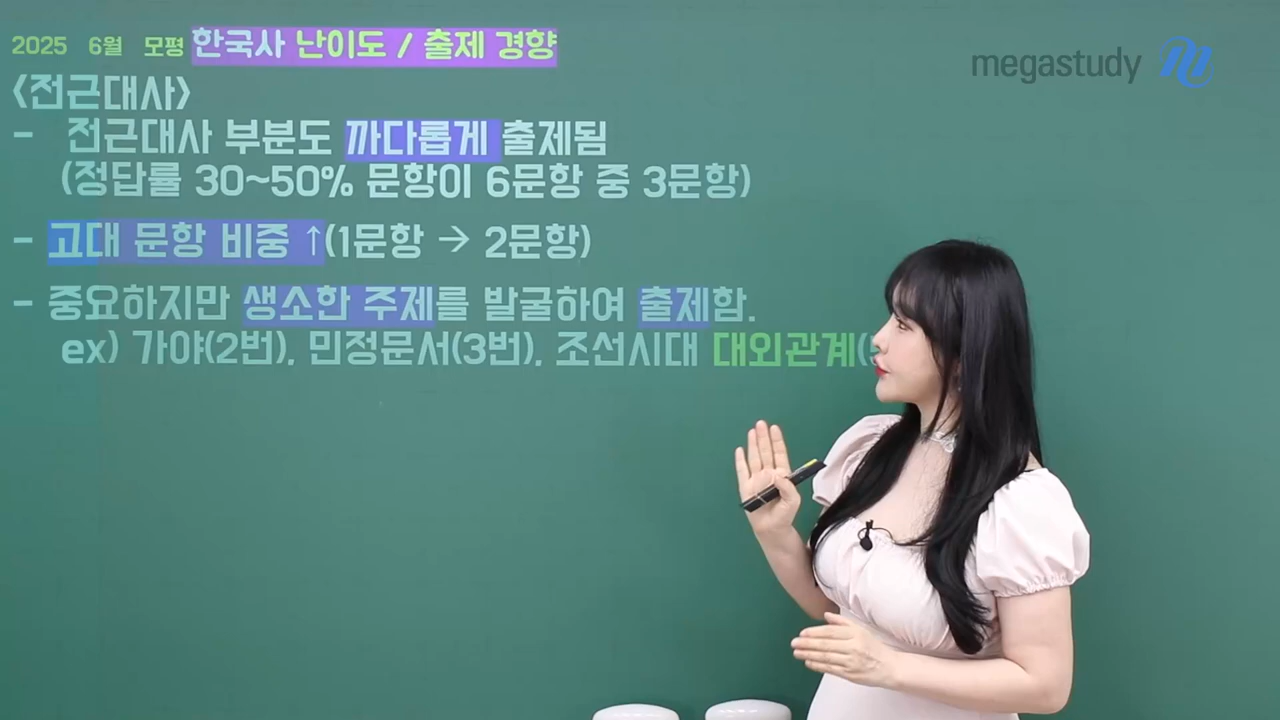 2025 6월 모평 한국사 난이도 / 출제 경향
megastudy
<전근대사>
- 전근대사 부분도 까다롭게 출제됨
(정답률 30~50% 문항이 6문항 중 3문항)
- 고대 문항 비중 ↑(1문항 → 2문항)
- 중요하지만 생소한 주제를 발굴하여 출제함.
ex) 가야(2번), 민정문서(3번), 조선시대 대외관계(